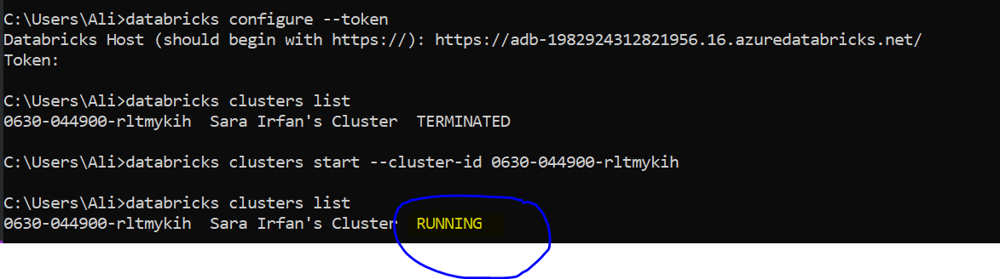 C:\Users\Ali>databricks configure --token
Databricks Host (should begin with https://): https://adb-1982924312821956.16.azuredatabricks.net/
Token:
C:\Users\Ali>databricks clusters list
0630-044900-rltmykih  Sara Irfan's Cluster  TERMINATED
C:\Users\Ali>databricks clusters start --cluster-id 0630-044900-rltmykih
C:\Users\Ali>databricks clusters list
0630-044900-rltmykih  Sara Irfan's Cluster  RUNNING